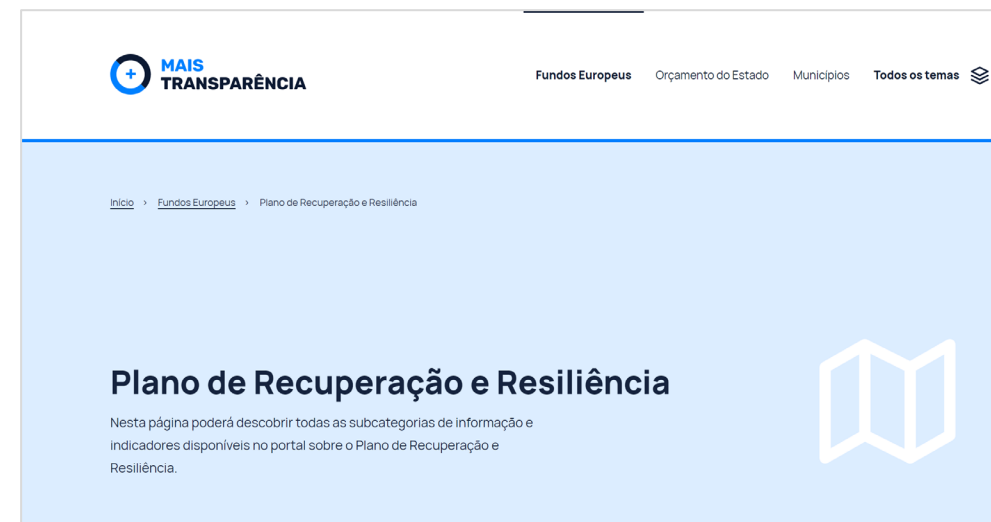 MAIS
TRANSPARÊNCIA
Fundos Europeus Orçamento do Estado Municípios Todos os temas
Início › Fundos Europeus › Plano de Recuperação e Resiliência
Plano de Recuperação e Resiliência
Nesta página poderá descobrir todas as subcategorias de informação e
indicadores disponíveis no portal sobre o Plano de Recuperação e
Resiliência.